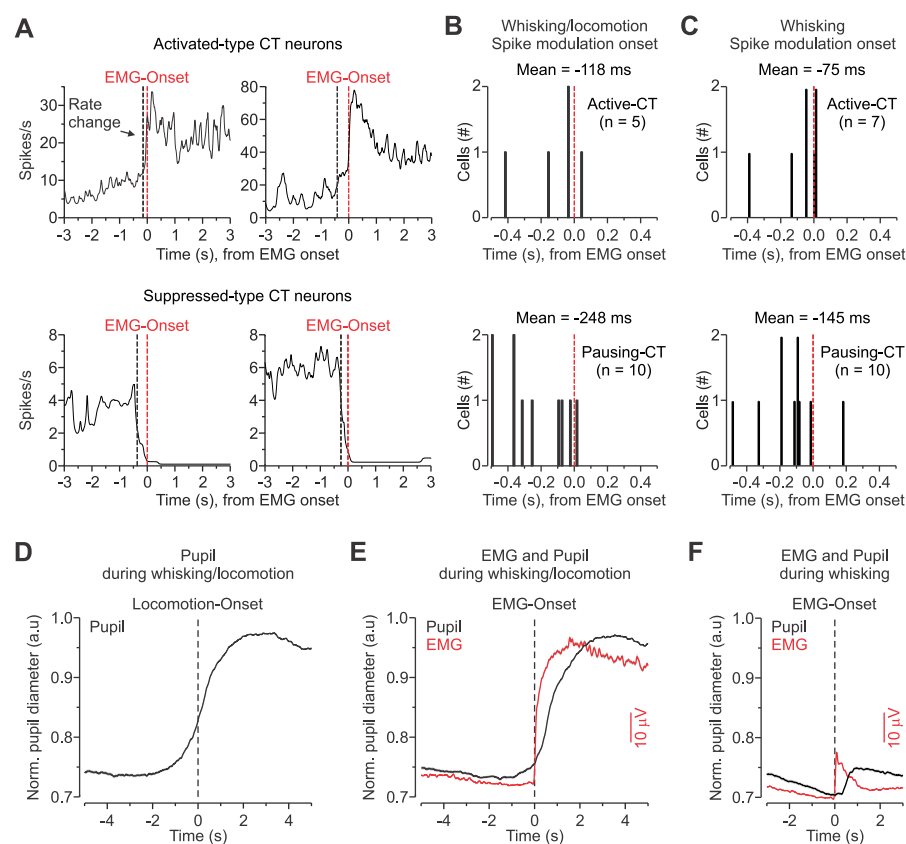 A
Activated-type CT neurons
EMG-Onset
EMG-Onset
Rate
change
Spikes/s
30
20
10
0
80
60
40
20
0
-3 -2 -1 0 1 2 3
-3 -2 -1 0 1 2 3
Time (s), from EMG onset
Time (s), from EMG onset
Suppressed-type CT neurons
EMG-Onset
EMG-Onset
Spikes/s
8
6
4
2
0
8
6
4
2
0
-3 -2 -1 0 1 2 3
-3 -2 -1 0 1 2 3
Time (s), from EMG onset
Time (s), from EMG onset
B
Whisking/locomotion
Spike modulation onset
Mean = -118 ms
Active-CT
(n = 5)
Cells (#)
2
1
0
-0.4 -0.2 0.0 0.2 0.4
Time (s), from EMG onset
Mean = -248 ms
Pausing-CT
(n = 10)
Cells (#)
2
1
0
-0.4 -0.2 0.0 0.2 0.4
Time (s), from EMG onset
C
Whisking
Spike modulation onset
Mean = -75 ms
Active-CT
(n = 7)
Cells (#)
2
1
0
-0.4 -0.2 0.0 0.2 0.4
Time (s), from EMG onset
Mean = -145 ms
Pausing-CT
(n = 10)
Cells (#)
2
1
0
-0.4 -0.2 0.0 0.2 0.4
Time (s), from EMG onset
D
Pupil
during whisking/locomotion
Locomotion-Onset
Pupil
Norm. pupil diameter (a.u)
1.0
0.9
0.8
0.7
-4 -2 0 2 4
Time (s)
E
EMG and Pupil
during whisking/locomotion
EMG-Onset
Pupil
EMG
10 µV
Norm. pupil diameter (a.u)
1.0
0.9
0.8
0.7
-4 -2 0 2 4
Time (s)
F
EMG and Pupil
during whisking
EMG-Onset
Pupil
EMG
10 µV
Norm. pupil diameter (a.u)
1.0
0.9
0.8
0.7
-2 0 2
Time (s)